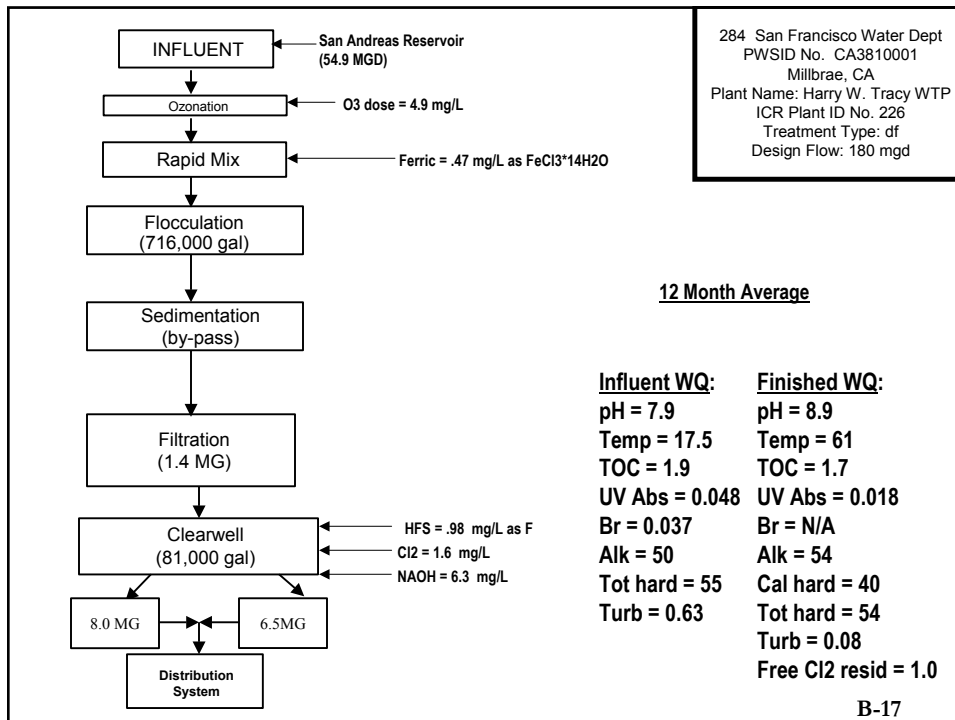 INFLUENT
San Andreas Reservoir
(54.9 MGD)
284 San Francisco Water Dept
PWSID No. CA3810001
Millbrae, CA
Plant Name: Harry W. Tracy WTP
ICR Plant ID No. 226
Treatment Type: df
Design Flow: 180 mgd
Ozonation
O3 dose = 4.9 mg/L
Rapid Mix
Ferric = .47 mg/L as FeCl3*14H2O
Flocculation
(716,000 gal)
Sedimentation
(by-pass)
Filtration
(1.4 MG)
Clearwell
(81,000 gal)
HFS = .98 mg/L as F
Cl2 = 1.6 mg/L
NAOH = 6.3 mg/L
8.0 MG
6.5MG
Distribution
System
12 Month Average
Influent WQ:
pH = 7.9
Temp = 17.5
TOC = 1.9
UV Abs = 0.048
Br = 0.037
Alk = 50
Tot hard = 55
Turb = 0.63
Finished WQ:
pH = 8.9
Temp = 61
TOC = 1.7
UV Abs = 0.018
Br = N/A
Alk = 54
Cal hard = 40
Tot hard = 54
Turb = 0.08
Free Cl2 resid = 1.0
B-17